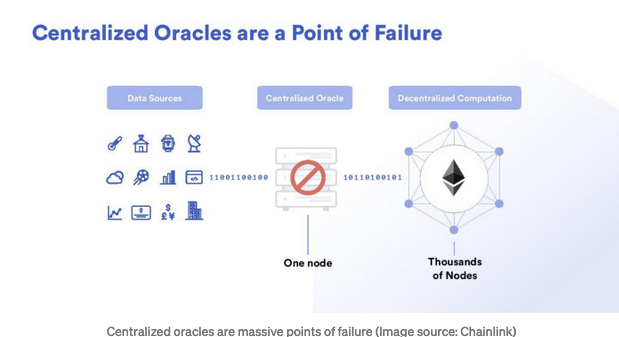 Centralized Oracles are a Point of Failure
Data Sources
Centralized Oracle
Decentralized Computation
11001100100
10110100101
One node
Thousands
of Nodes
Centralized oracles are massive points of failure (Image source: Chainlink)